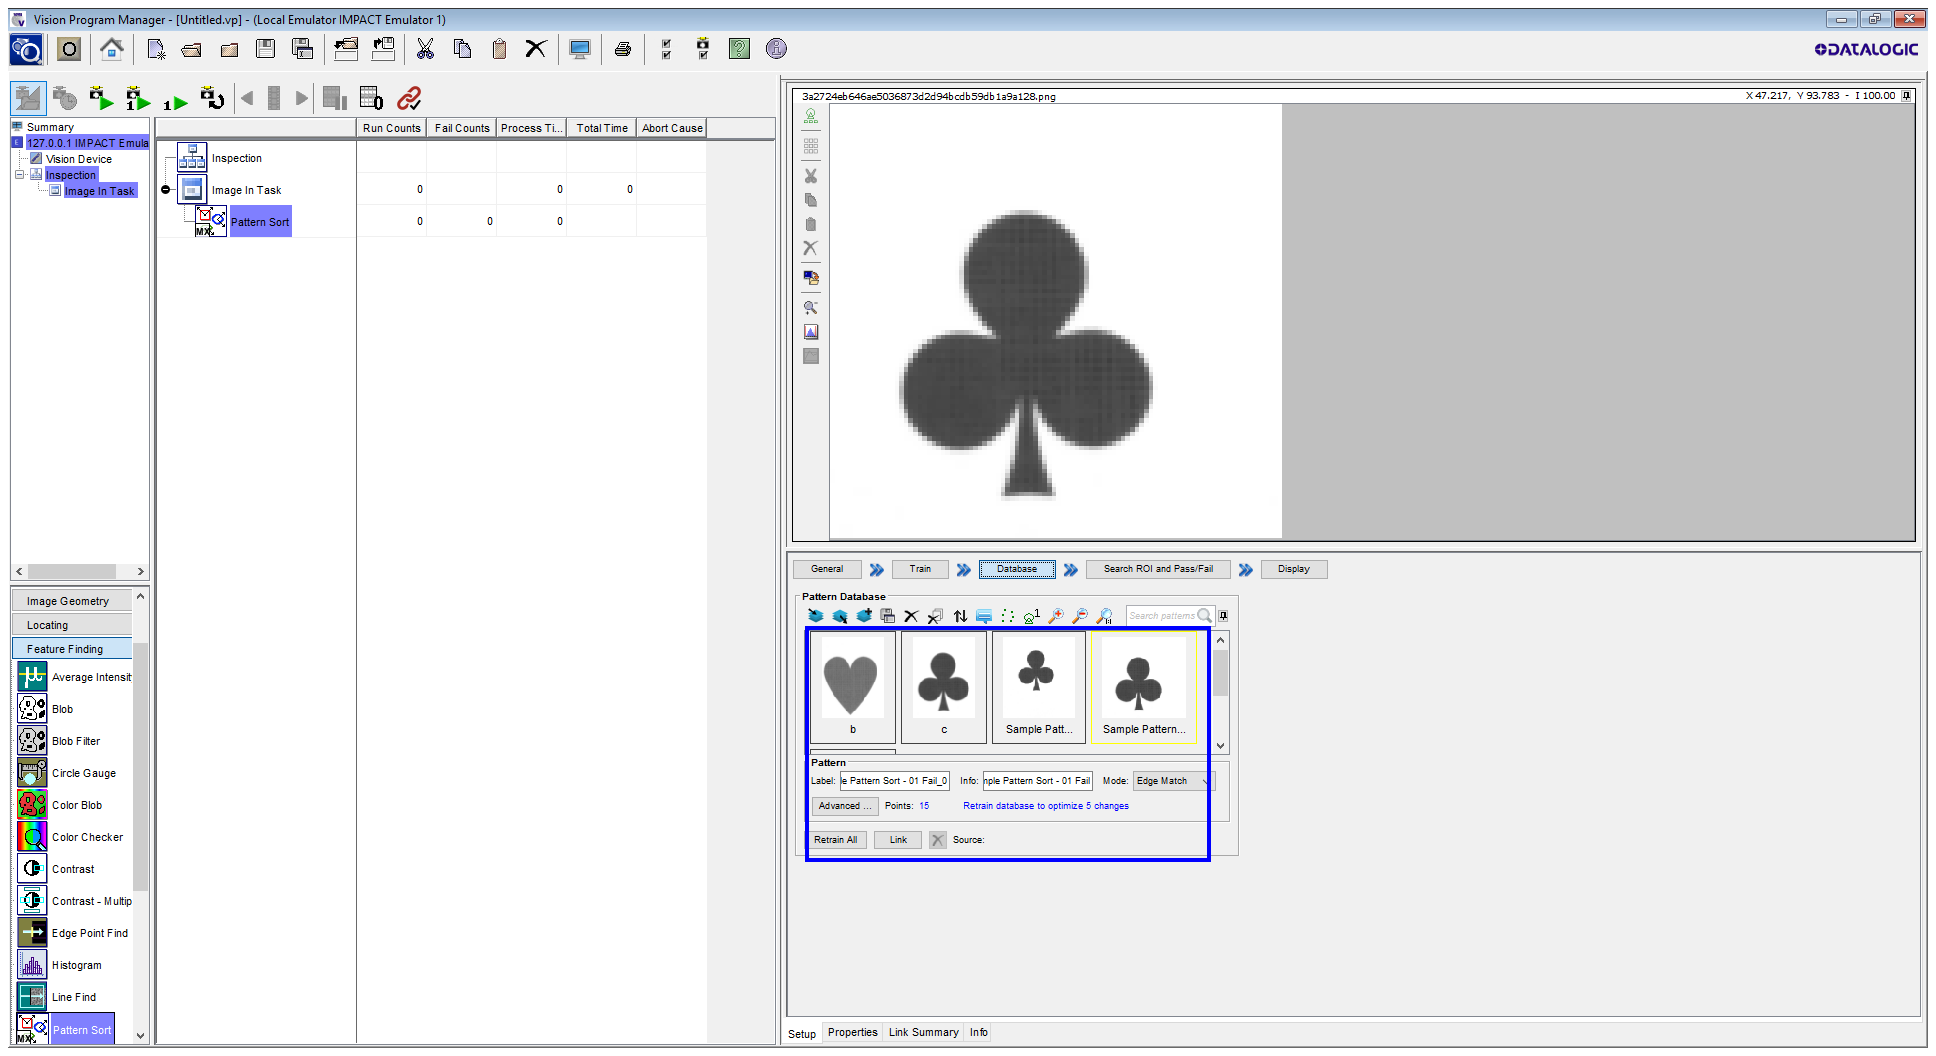 Vision Program Manager - [Untitled.vp] - (Local Emulator IMPACT Emulator 1)
DATALOGIC
Summary
127.0.0.1 IMPACT Emula
Vision Device
Inspection
Image In Task
Run Counts Fail Counts Process Ti... Total Time Abort Cause
Inspection
Image In Task 0 0 0
Pattern Sort 0 0 0
MX
3a2724eb646ae5036873d2d94bcdb59db1a9a128.png X 47.217, Y 93.783 - I 100.00
General Train Database Search ROI and Pass/Fail Display
Pattern Database
Search patterns
b c Sample Patt... Sample Pattern...
Pattern
Label: le Pattern Sort - 01 Fail_0 Info: nple Pattern Sort - 01 Fail Mode: Edge Match
Advanced ... Points: 15 Retrain database to optimize 5 changes
Retrain All Link Source:
Image Geometry
Locating
Feature Finding
Average Intensit
Blob
Blob Filter
Circle Gauge
Color Blob
Color Checker
Contrast
Contrast - Multip
Edge Point Find
Histogram
Line Find
Pattern Sort
MX
Setup Properties Link Summary Info